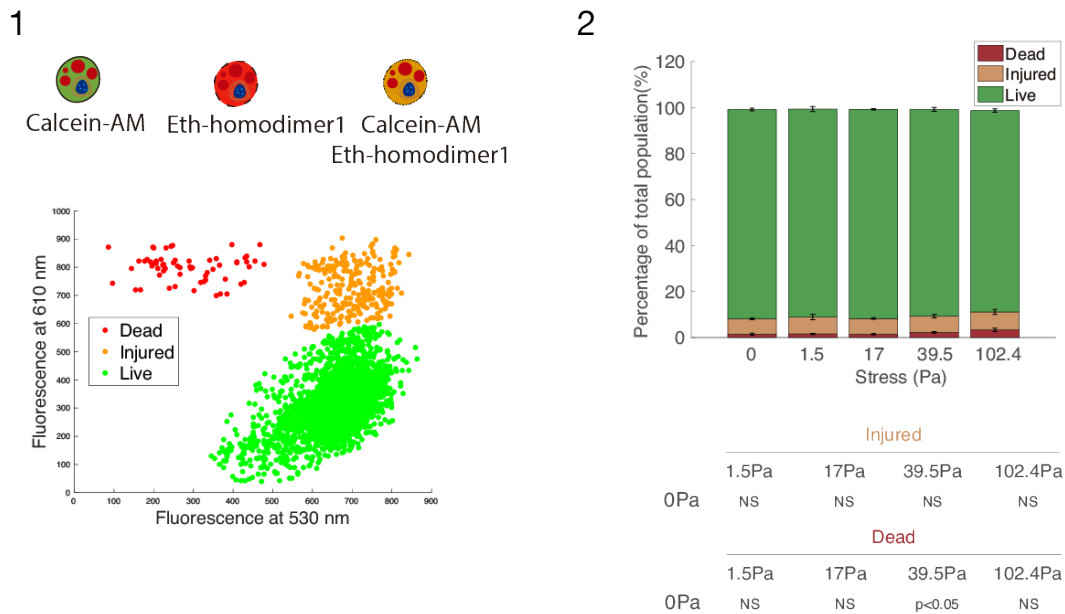 1
Calcein-AM
Eth-homodimer1
Calcein-AM
Eth-homodimer1
Fluorescence at 610 nm
1000
900
800
700
600
500
400
300
200
100
0
Dead
Injured
Live
0 100 200 300 400 500 600 700 800 900
Fluorescence at 530 nm
2
Dead
Injured
Live
Percentage of total population(%)
120
100
80
60
40
20
0
0 1.5 17 39.5 102.4
Stress (Pa)
Injured
1.5Pa 17Pa 39.5Pa 102.4Pa
0Pa NS NS NS NS
Dead
1.5Pa 17Pa 39.5Pa 102.4Pa
0Pa NS NS p<0.05 NS